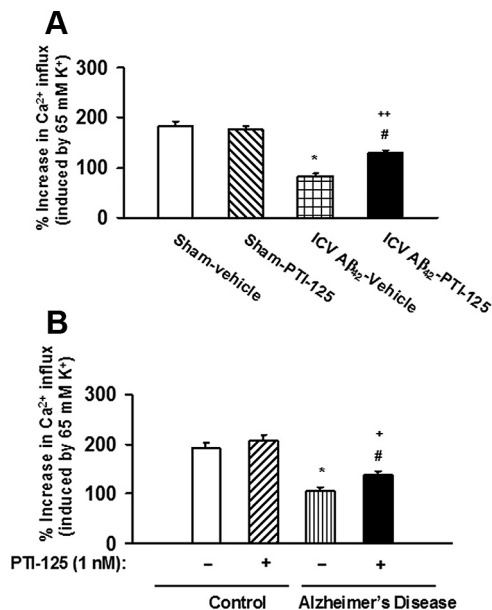 A
% Increase in Ca²⁺ influx
(induced by 65 mM K⁺)
300
200
100
0
*
++
#
Sham-vehicle
Sham-PTI-125
ICV Aβ₄₂-Vehicle
ICV Aβ₄₂-PTI-125
B
% Increase in Ca²⁺ influx
(induced by 65 mM K⁺)
300
200
100
0
*
+
#
PTI-125 (1 nM): – + – +
Control Alzheimer's Disease